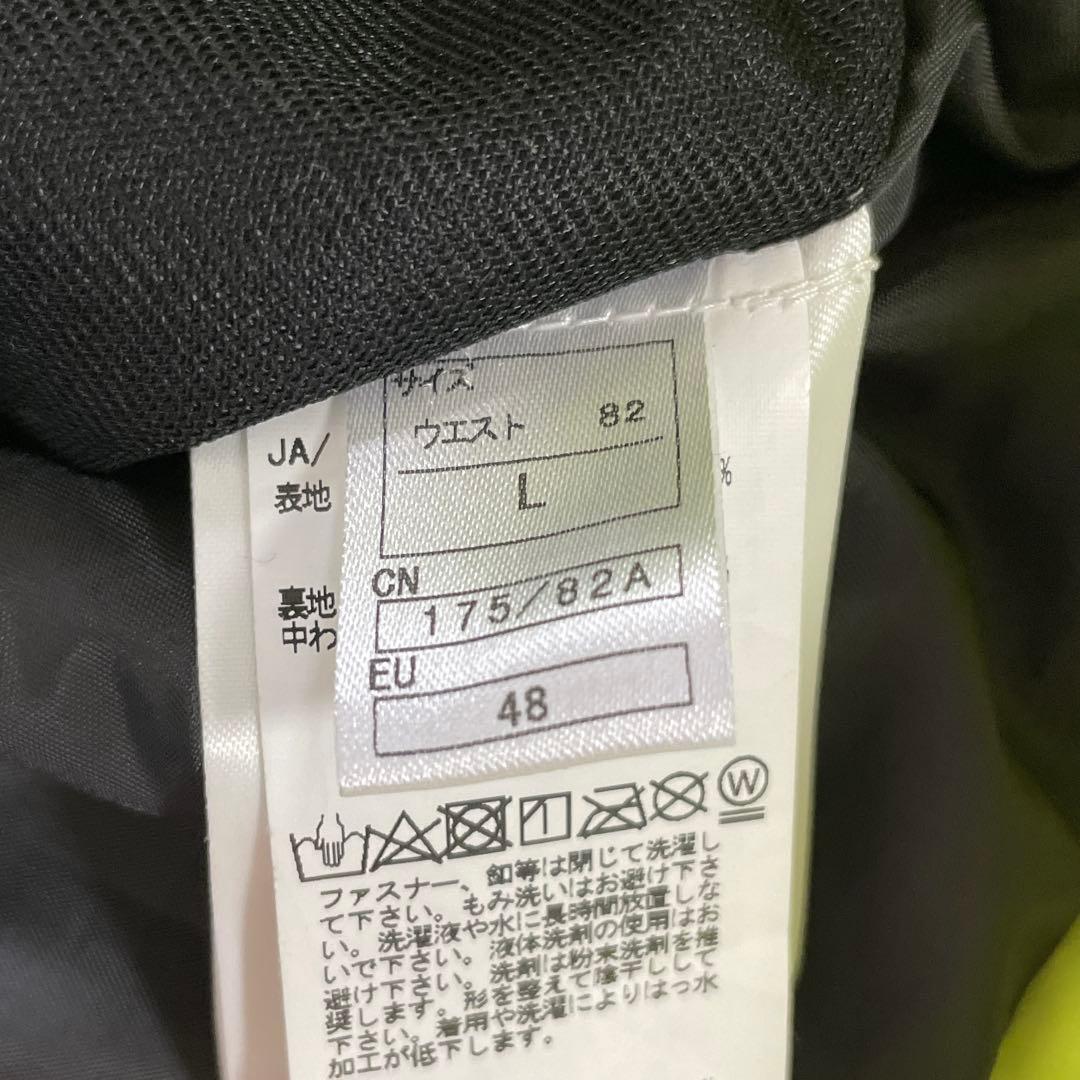 サイズ
ウエスト 82
L
CN
175/82A
EU
48
JA/
表地
%
裏地
中わ
W
ファスナー、釦等は閉じて洗濯し
て下さい。もみ洗いはお避け下さ
い。洗濯液や水に長時間放置しな
いで下さい。液体洗剤の使用はお
避け下さい。洗剤は粉末洗剤を推
奨します。形を整えて陰干しして
下さい。着用や洗濯によりはっ水
加工が低下します。